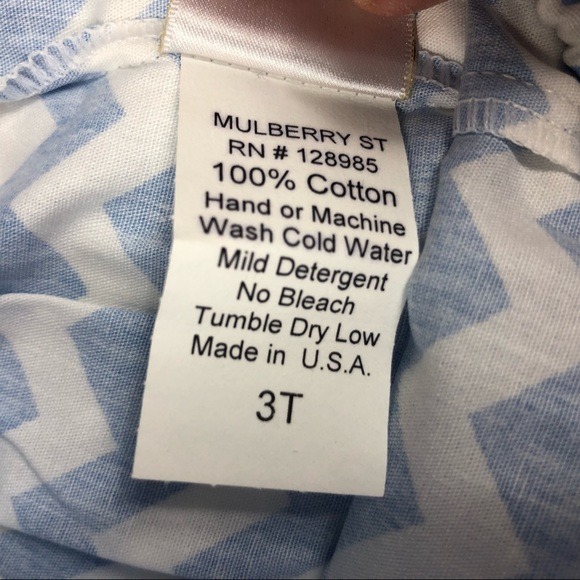 MULBERRY ST
RN # 128985
100% Cotton
Hand or Machine
Wash Cold Water
Mild Detergent
No Bleach
Tumble Dry Low
Made in U.S.A.
3T